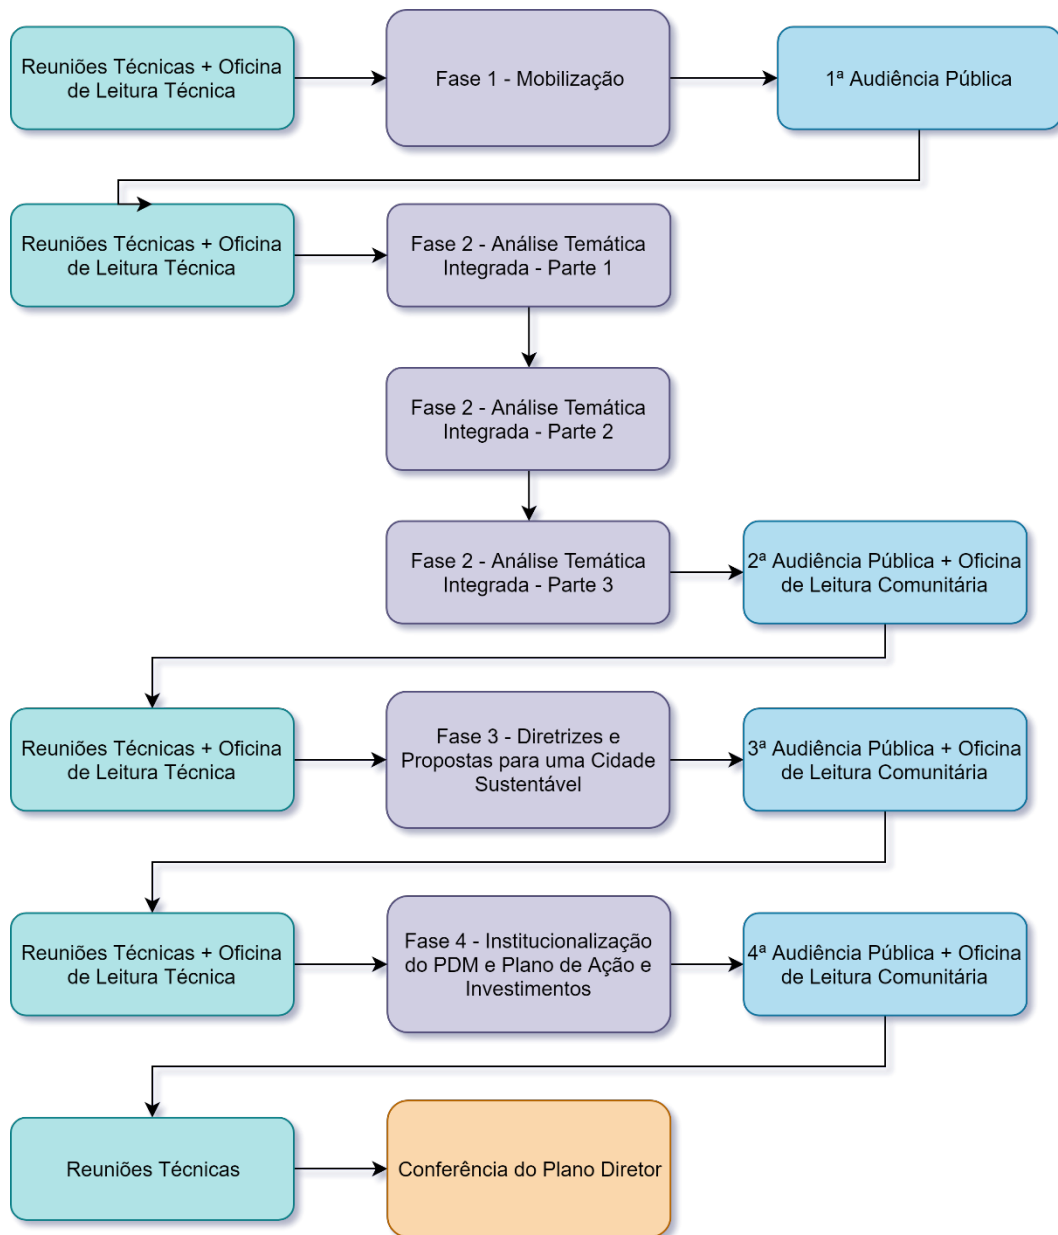 Reuniões Técnicas + Oficina
de Leitura Técnica
Fase 1 - Mobilização
1ª Audiência Pública
Reuniões Técnicas + Oficina
de Leitura Técnica
Fase 2 - Análise Temática
Integrada - Parte 1
Fase 2 - Análise Temática
Integrada - Parte 2
Fase 2 - Análise Temática
Integrada - Parte 3
2ª Audiência Pública + Oficina
de Leitura Comunitária
Reuniões Técnicas + Oficina
de Leitura Técnica
Fase 3 - Diretrizes e
Propostas para uma Cidade
Sustentável
3ª Audiência Pública + Oficina
de Leitura Comunitária
Reuniões Técnicas + Oficina
de Leitura Técnica
Fase 4 - Institucionalização
do PDM e Plano de Ação e
Investimentos
4ª Audiência Pública + Oficina
de Leitura Comunitária
Reuniões Técnicas
Conferência do Plano Diretor